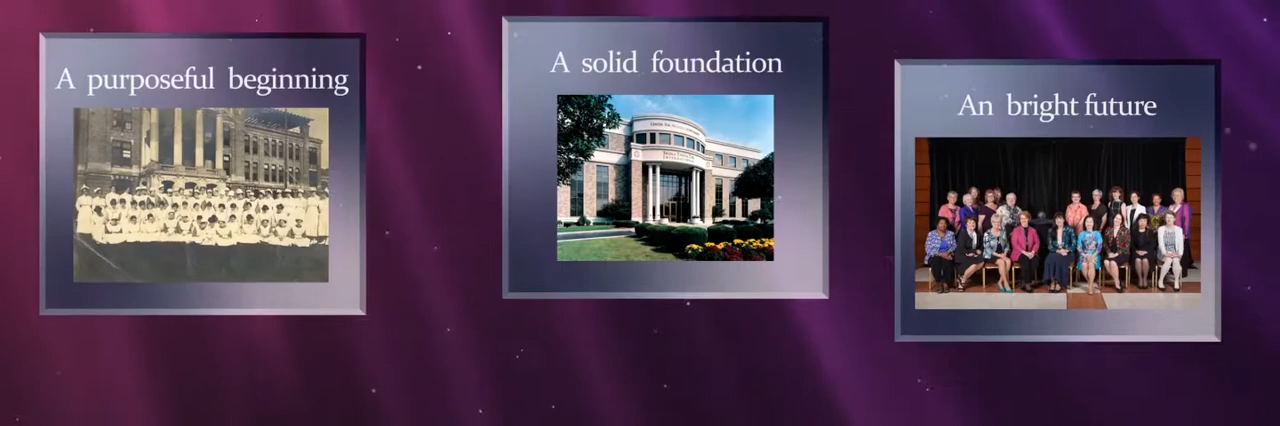 A purposeful beginning
A solid foundation
An bright future